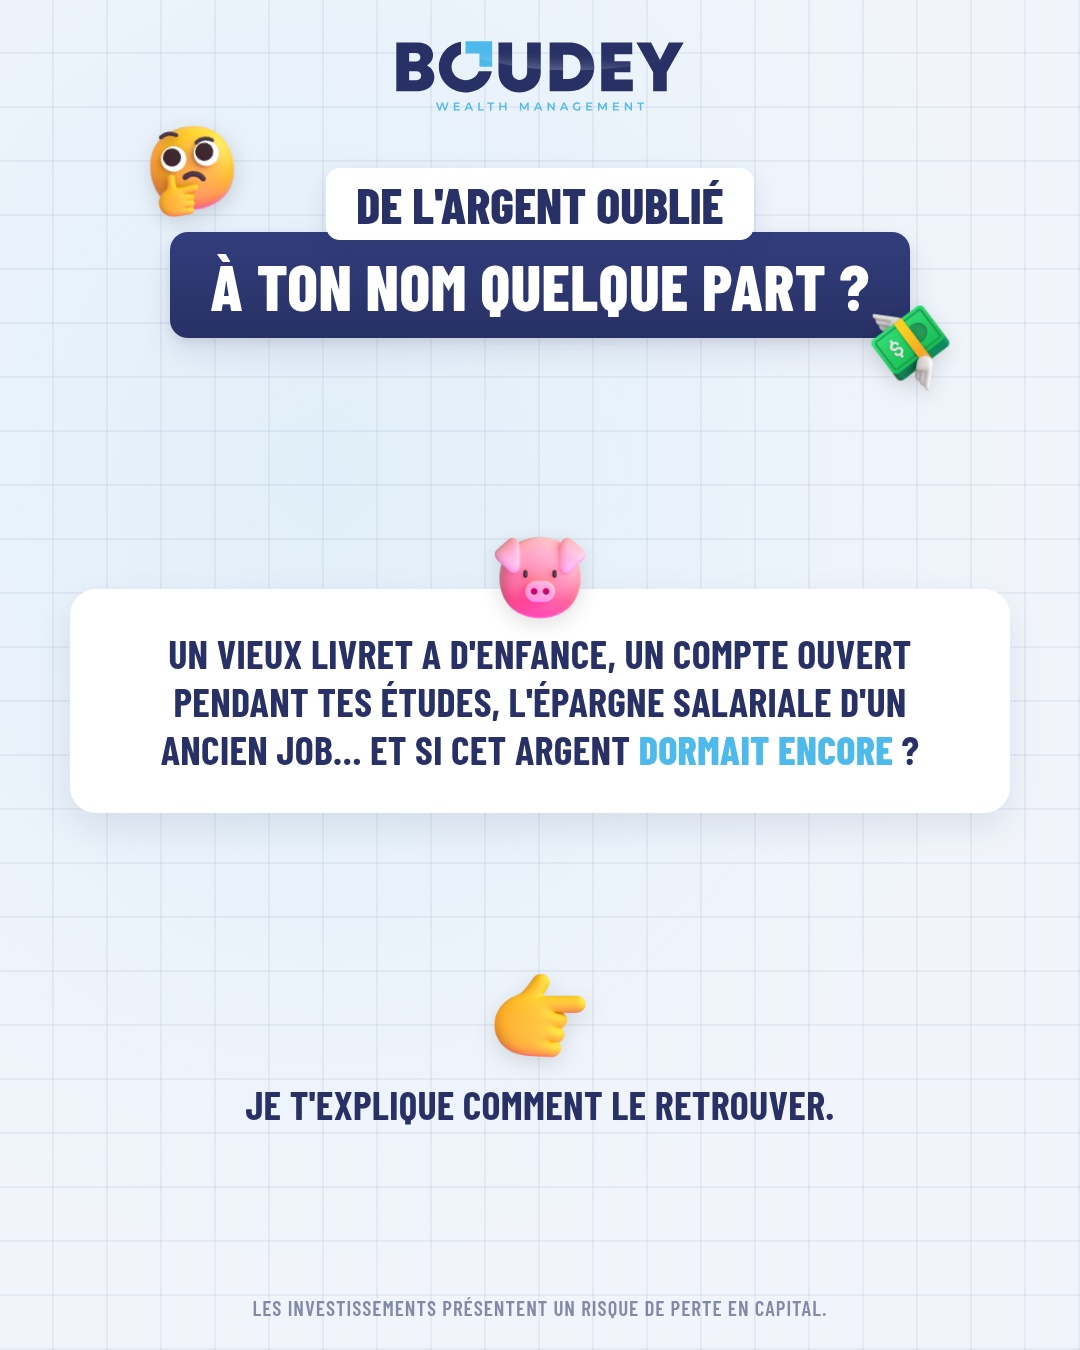 BOUDEY
WEALTH MANAGEMENT
DE L'ARGENT OUBLIÉ
À TON NOM QUELQUE PART ?
UN VIEUX LIVRET A D'ENFANCE, UN COMPTE OUVERT
PENDANT TES ÉTUDES, L'ÉPARGNE SALARIALE D'UN
ANCIEN JOB... ET SI CET ARGENT DORMAIT ENCORE ?
JE T'EXPLIQUE COMMENT LE RETROUVER.
LES INVESTISSEMENTS PRÉSENTENT UN RISQUE DE PERTE EN CAPITAL.